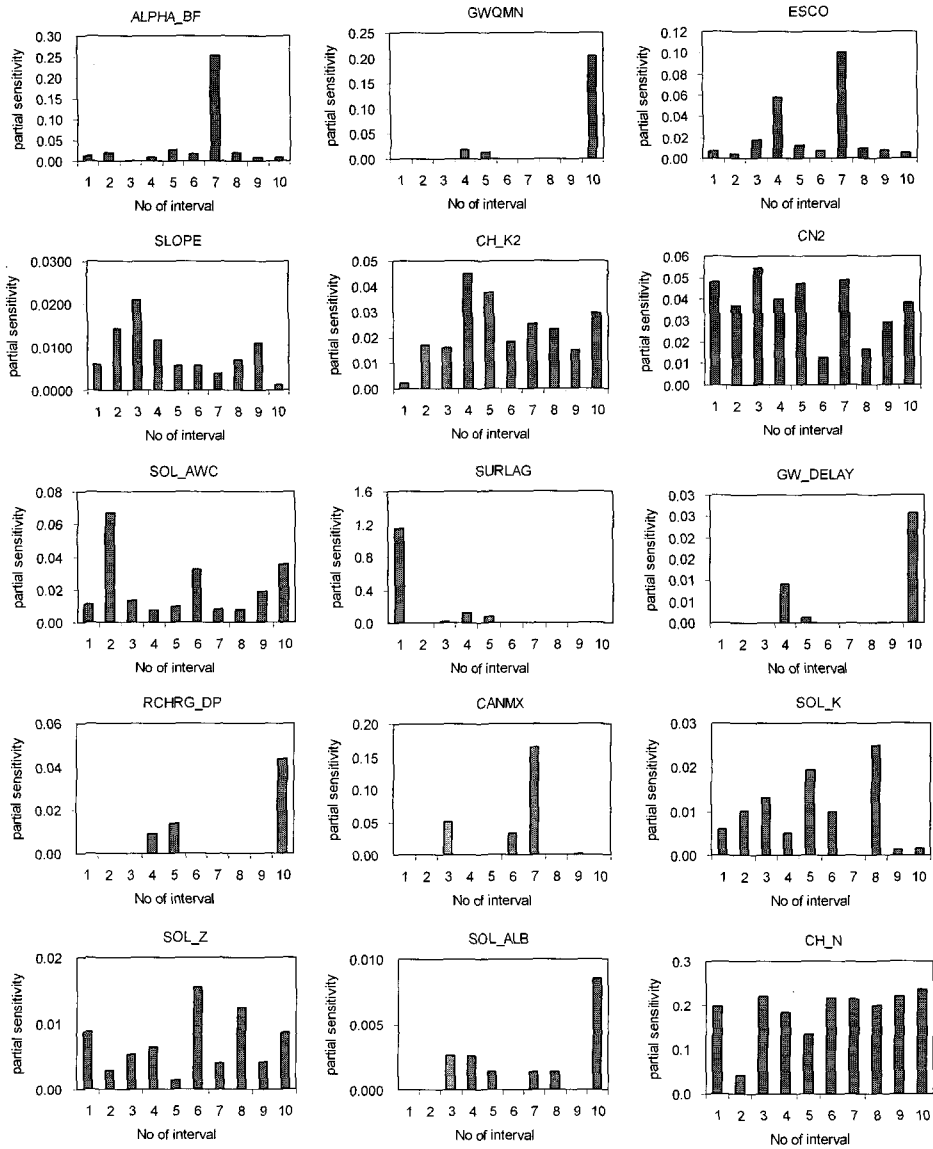 ALPHA_BF
partial sensitivity
0.30
0.25
0.20
0.15
0.10
0.05
0.00
1 2 3 4 5 6 7 8 9 10
No of interval
GWQMN
partial sensitivity
0.25
0.20
0.15
0.10
0.05
0.00
1 2 3 4 5 6 7 8 9 10
No of interval
ESCO
partial sensitivity
0.12
0.10
0.08
0.06
0.04
0.02
0.00
1 2 3 4 5 6 7 8 9 10
No of interval
SLOPE
partial sensitivity
0.0300
0.0200
0.0100
0.0000
1 2 3 4 5 6 7 8 9 10
No of interval
CH_K2
partial sensitivity
0.05
0.04
0.03
0.02
0.01
0.00
1 2 3 4 5 6 7 8 9 10
No of interval
CN2
partial sensitivity
0.06
0.05
0.04
0.03
0.02
0.01
0.00
1 2 3 4 5 6 7 8 9 10
No of interval
SOL_AWC
partial sensitivity
0.08
0.06
0.04
0.02
0.00
1 2 3 4 5 6 7 8 9 10
No of interval
SURLAG
partial sensitivity
1.6
1.2
0.8
0.4
0.0
1 2 3 4 5 6 7 8 9 10
No of interval
GW_DELAY
partial sensitivity
0.03
0.03
0.02
0.02
0.01
0.01
0.00
1 2 3 4 5 6 7 8 9 10
No of interval
RCHRG_DP
partial sensitivity
0.06
0.04
0.02
0.00
1 2 3 4 5 6 7 8 9 10
No of interval
CANMX
partial sensitivity
0.20
0.15
0.10
0.05
0.00
1 2 3 4 5 6 7 8 9 10
No of interval
SOL_K
partial sensitivity
0.03
0.02
0.01
0.00
1 2 3 4 5 6 7 8 9 10
No of interval
SOL_Z
partial sensitivity
0.02
0.01
0.00
1 2 3 4 5 6 7 8 9 10
No of interval
SOL_ALB
partial sensitivity
0.010
0.005
0.000
1 2 3 4 5 6 7 8 9 10
No of interval
CH_N
partial sensitivity
0.3
0.2
0.1
0.0
1 2 3 4 5 6 7 8 9 10
No of interval